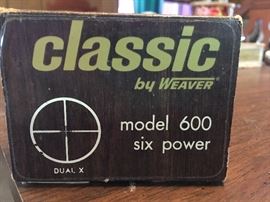 classic
by WEAVER
model 600
six power
DUAL X